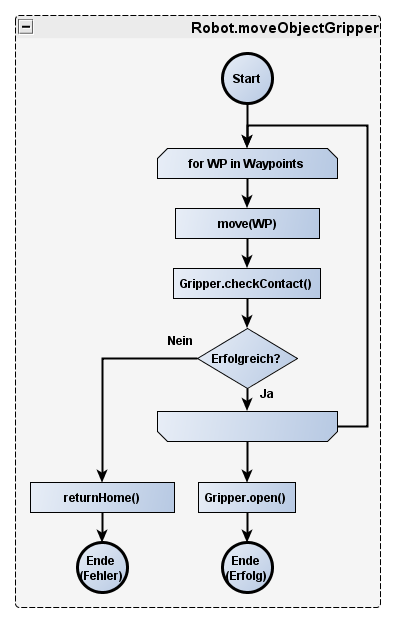 Robot.moveObjectGripper
Start
for WP in Waypoints
move(WP)
Gripper.checkContact()
Erfolgreich?
Nein
Ja
returnHome()
Gripper.open()
Ende
(Fehler)
Ende
(Erfolg)